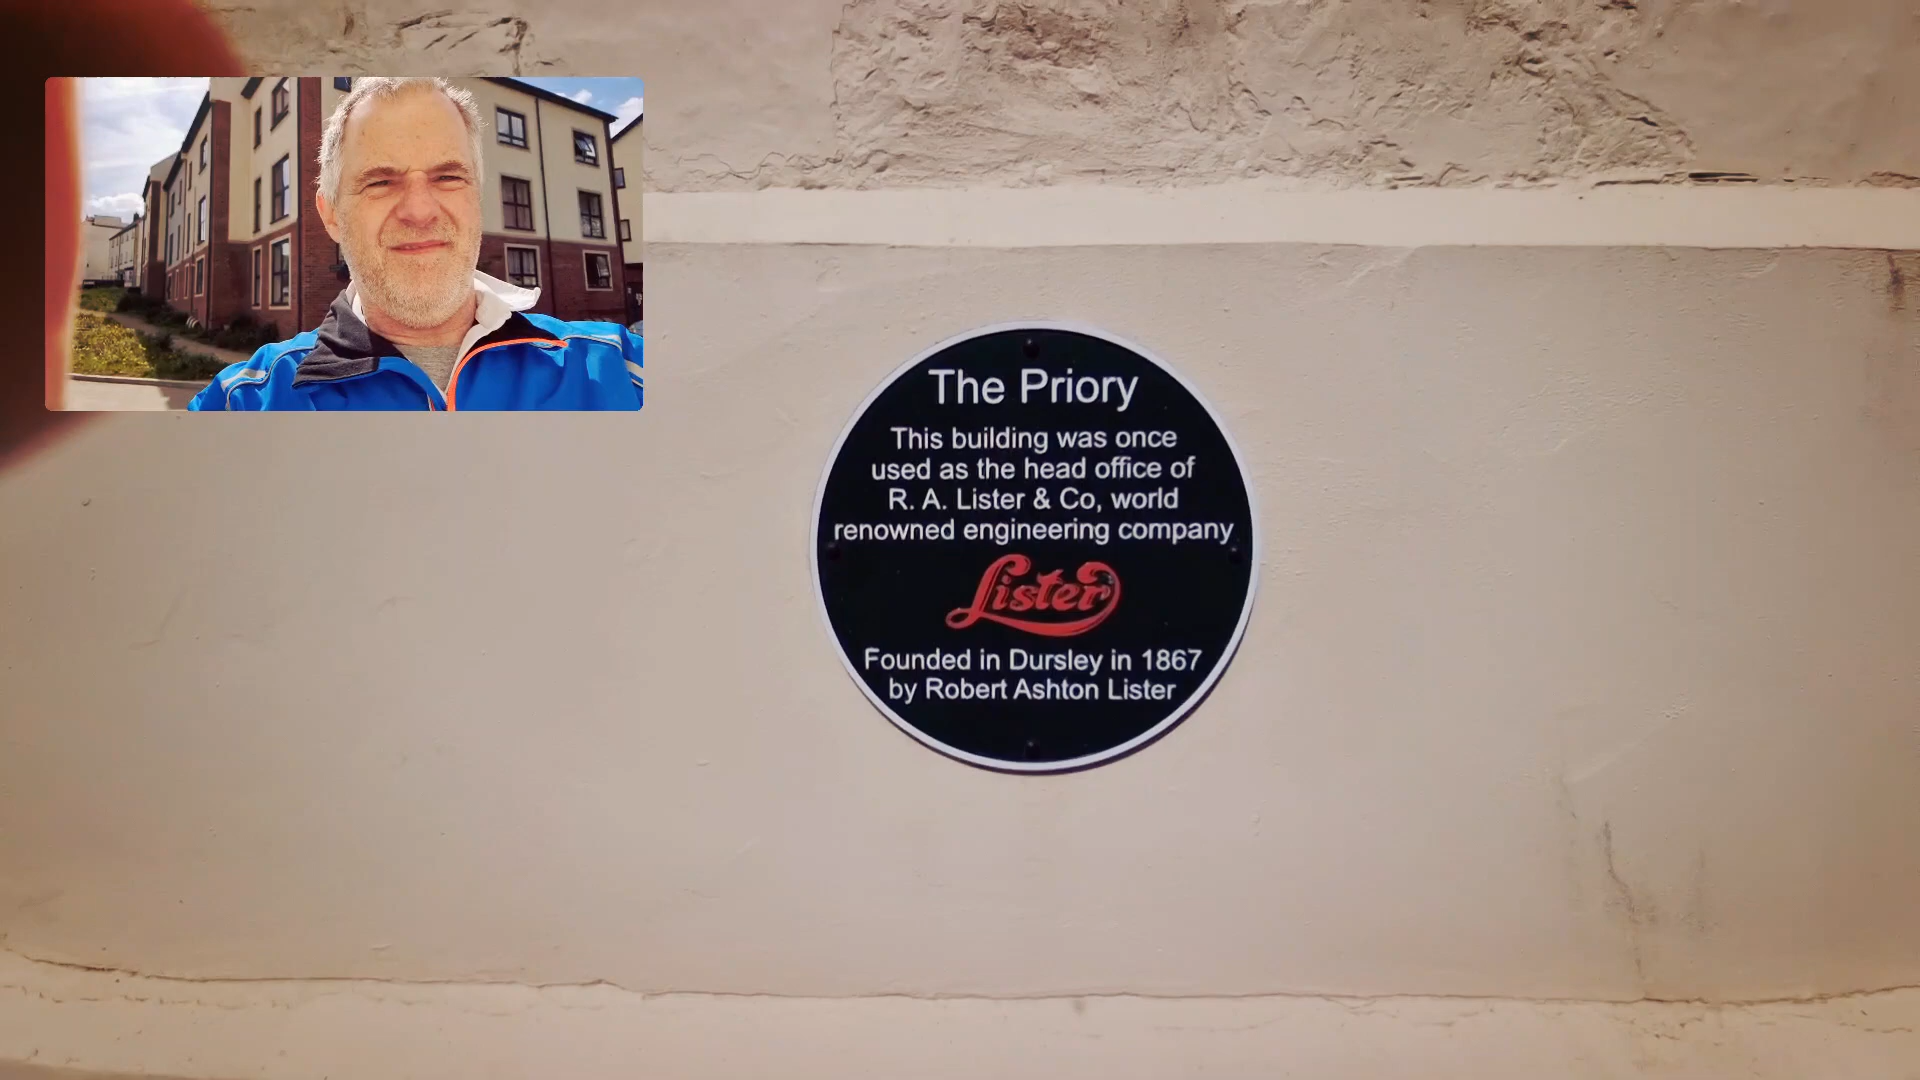 The Priory
This building was once
used as the head office of
R. A. Lister & Co, world
renowned engineering company
Lister
Founded in Dursley in 1867
by Robert Ashton Lister